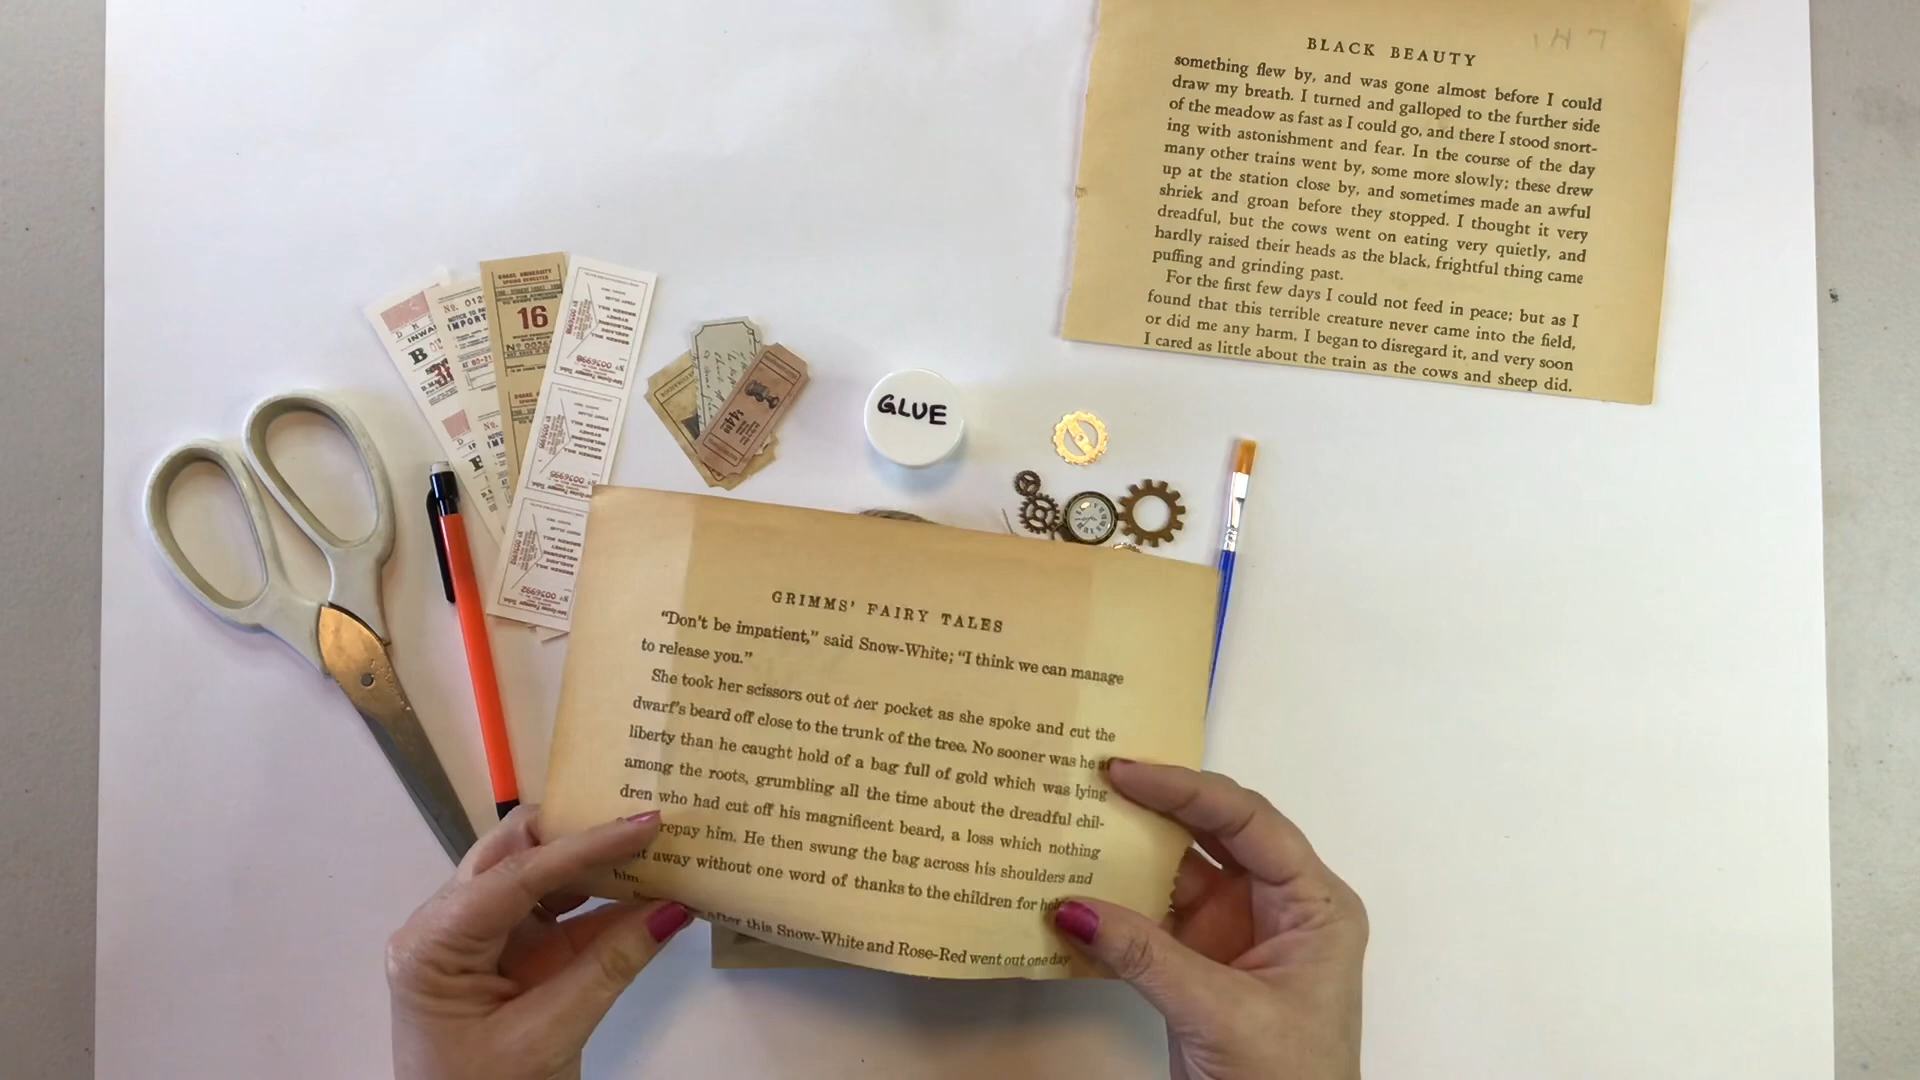 BLACK BEAUTY
something flew by, and was gone almost before I could
draw my breath. I turned and galloped to the further side
of the meadow as fast as I could go, and there I stood snort-
ing with astonishment and fear. In the course of the day
many other trains went by, some more slowly; these drew
up at the station close by, and sometimes made an awful
shriek and groan before they stopped. I thought it very
dreadful, but the cows went on eating very quietly, and
hardly raised their heads as the black, frightful thing came
puffing and grinding past.
For the first few days I could not feed in peace; but as I
found that this terrible creature never came into the field,
or did me any harm, I began to disregard it, and very soon
I cared as little about the train as the cows and sheep did.
16
GLUE
GRIMMS' FAIRY TALES
"Don't be impatient," said Snow-White; "I think we can manage
to release you."
She took her scissors out of her pocket as she spoke and cut the
dwarf's beard off close to the trunk of the tree. No sooner was he
liberty than he caught hold of a bag full of gold which was lying
among the roots, grumbling all the time about the dreadful chil-
dren who had cut off his magnificent beard, a loss which nothing
repay him. He then swung the bag across his shoulders and
away without one word of thanks to the children for
him.
after this Snow-White and Rose-Red went out one day